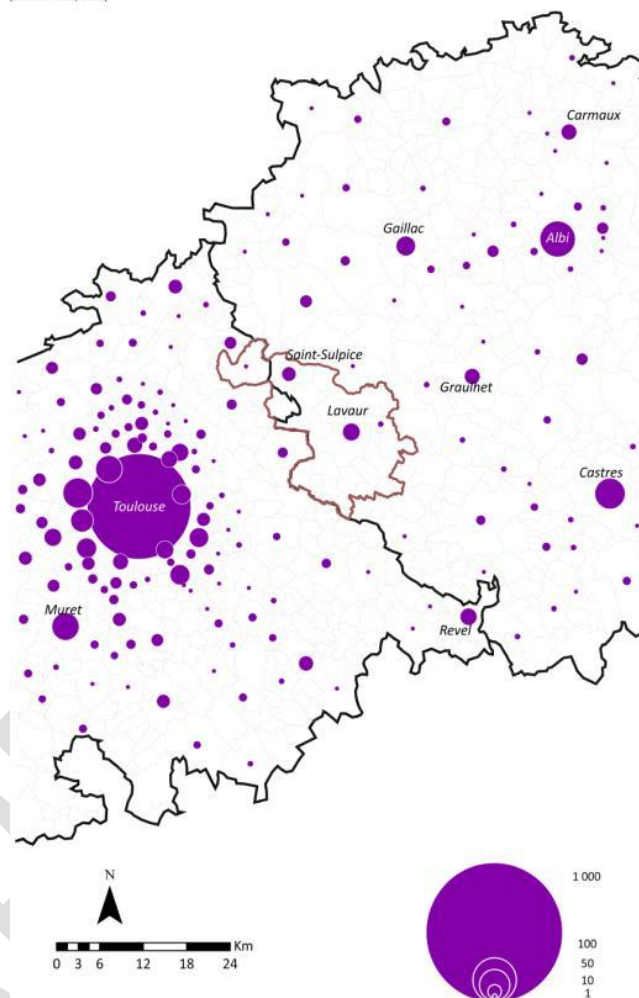 Carmaux
Gaillac
Albi
Saint-Sulpice
Graulhet
Lavaur
Castres
Toulouse
Muret
Revel
N
Km
0 3 6 12 18 24
1 000
100
50
10
1